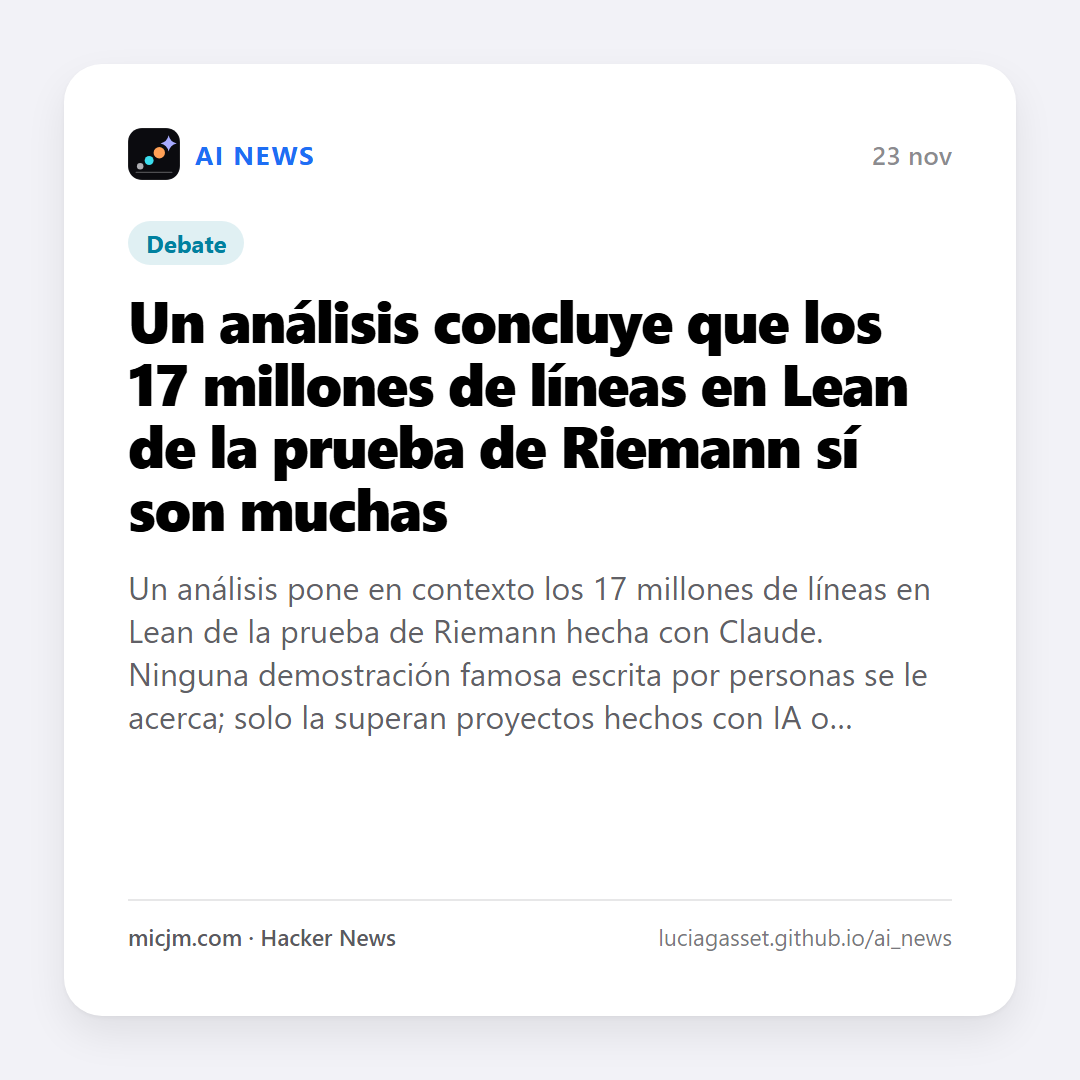 AI NEWS
23 nov
Debate
Un análisis concluye que los
17 millones de líneas en Lean
de la prueba de Riemann sí
son muchas
Un análisis pone en contexto los 17 millones de líneas en
Lean de la prueba de Riemann hecha con Claude.
Ninguna demostración famosa escrita por personas se le
acerca; solo la superan proyectos hechos con IA o...
micjm.com · Hacker News
luciagasset.github.io/ai_news